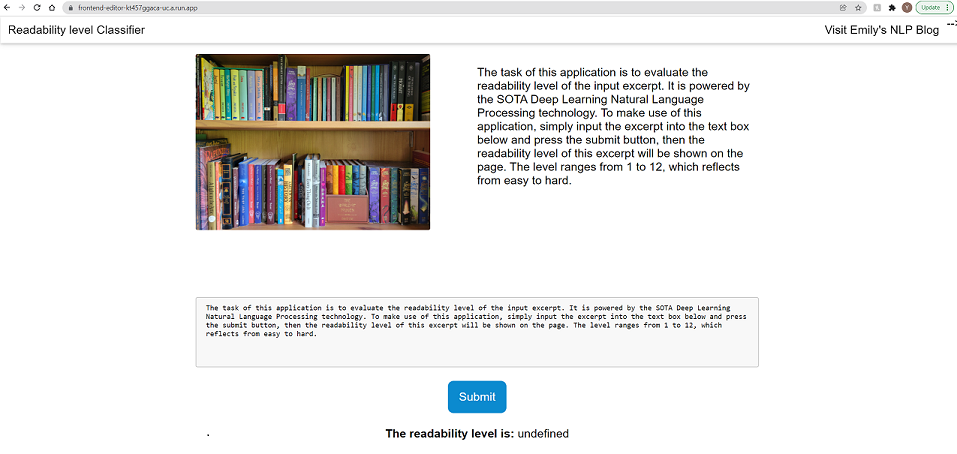 frontend-editor-kt457ggaca-uc.a.run.app
Update
Readability level Classifier
Visit Emily's NLP Blog
The task of this application is to evaluate the
readability level of the input excerpt. It is powered by
the SOTA Deep Learning Natural Language
Processing technology. To make use of this
application, simply input the excerpt into the text box
below and press the submit button, then the
readability level of this excerpt will be shown on the
page. The level ranges from 1 to 12, which reflects
from easy to hard.
The task of this application is to evaluate the readability level of the input excerpt. It is powered by the SOTA Deep Learning
Natural Language Processing technology. To make use of this application, simply input the excerpt into the text box below and press
the submit button, then the readability level of this excerpt will be shown on the page. The level ranges from 1 to 12, which
reflects from easy to hard.
Submit
The readability level is: undefined